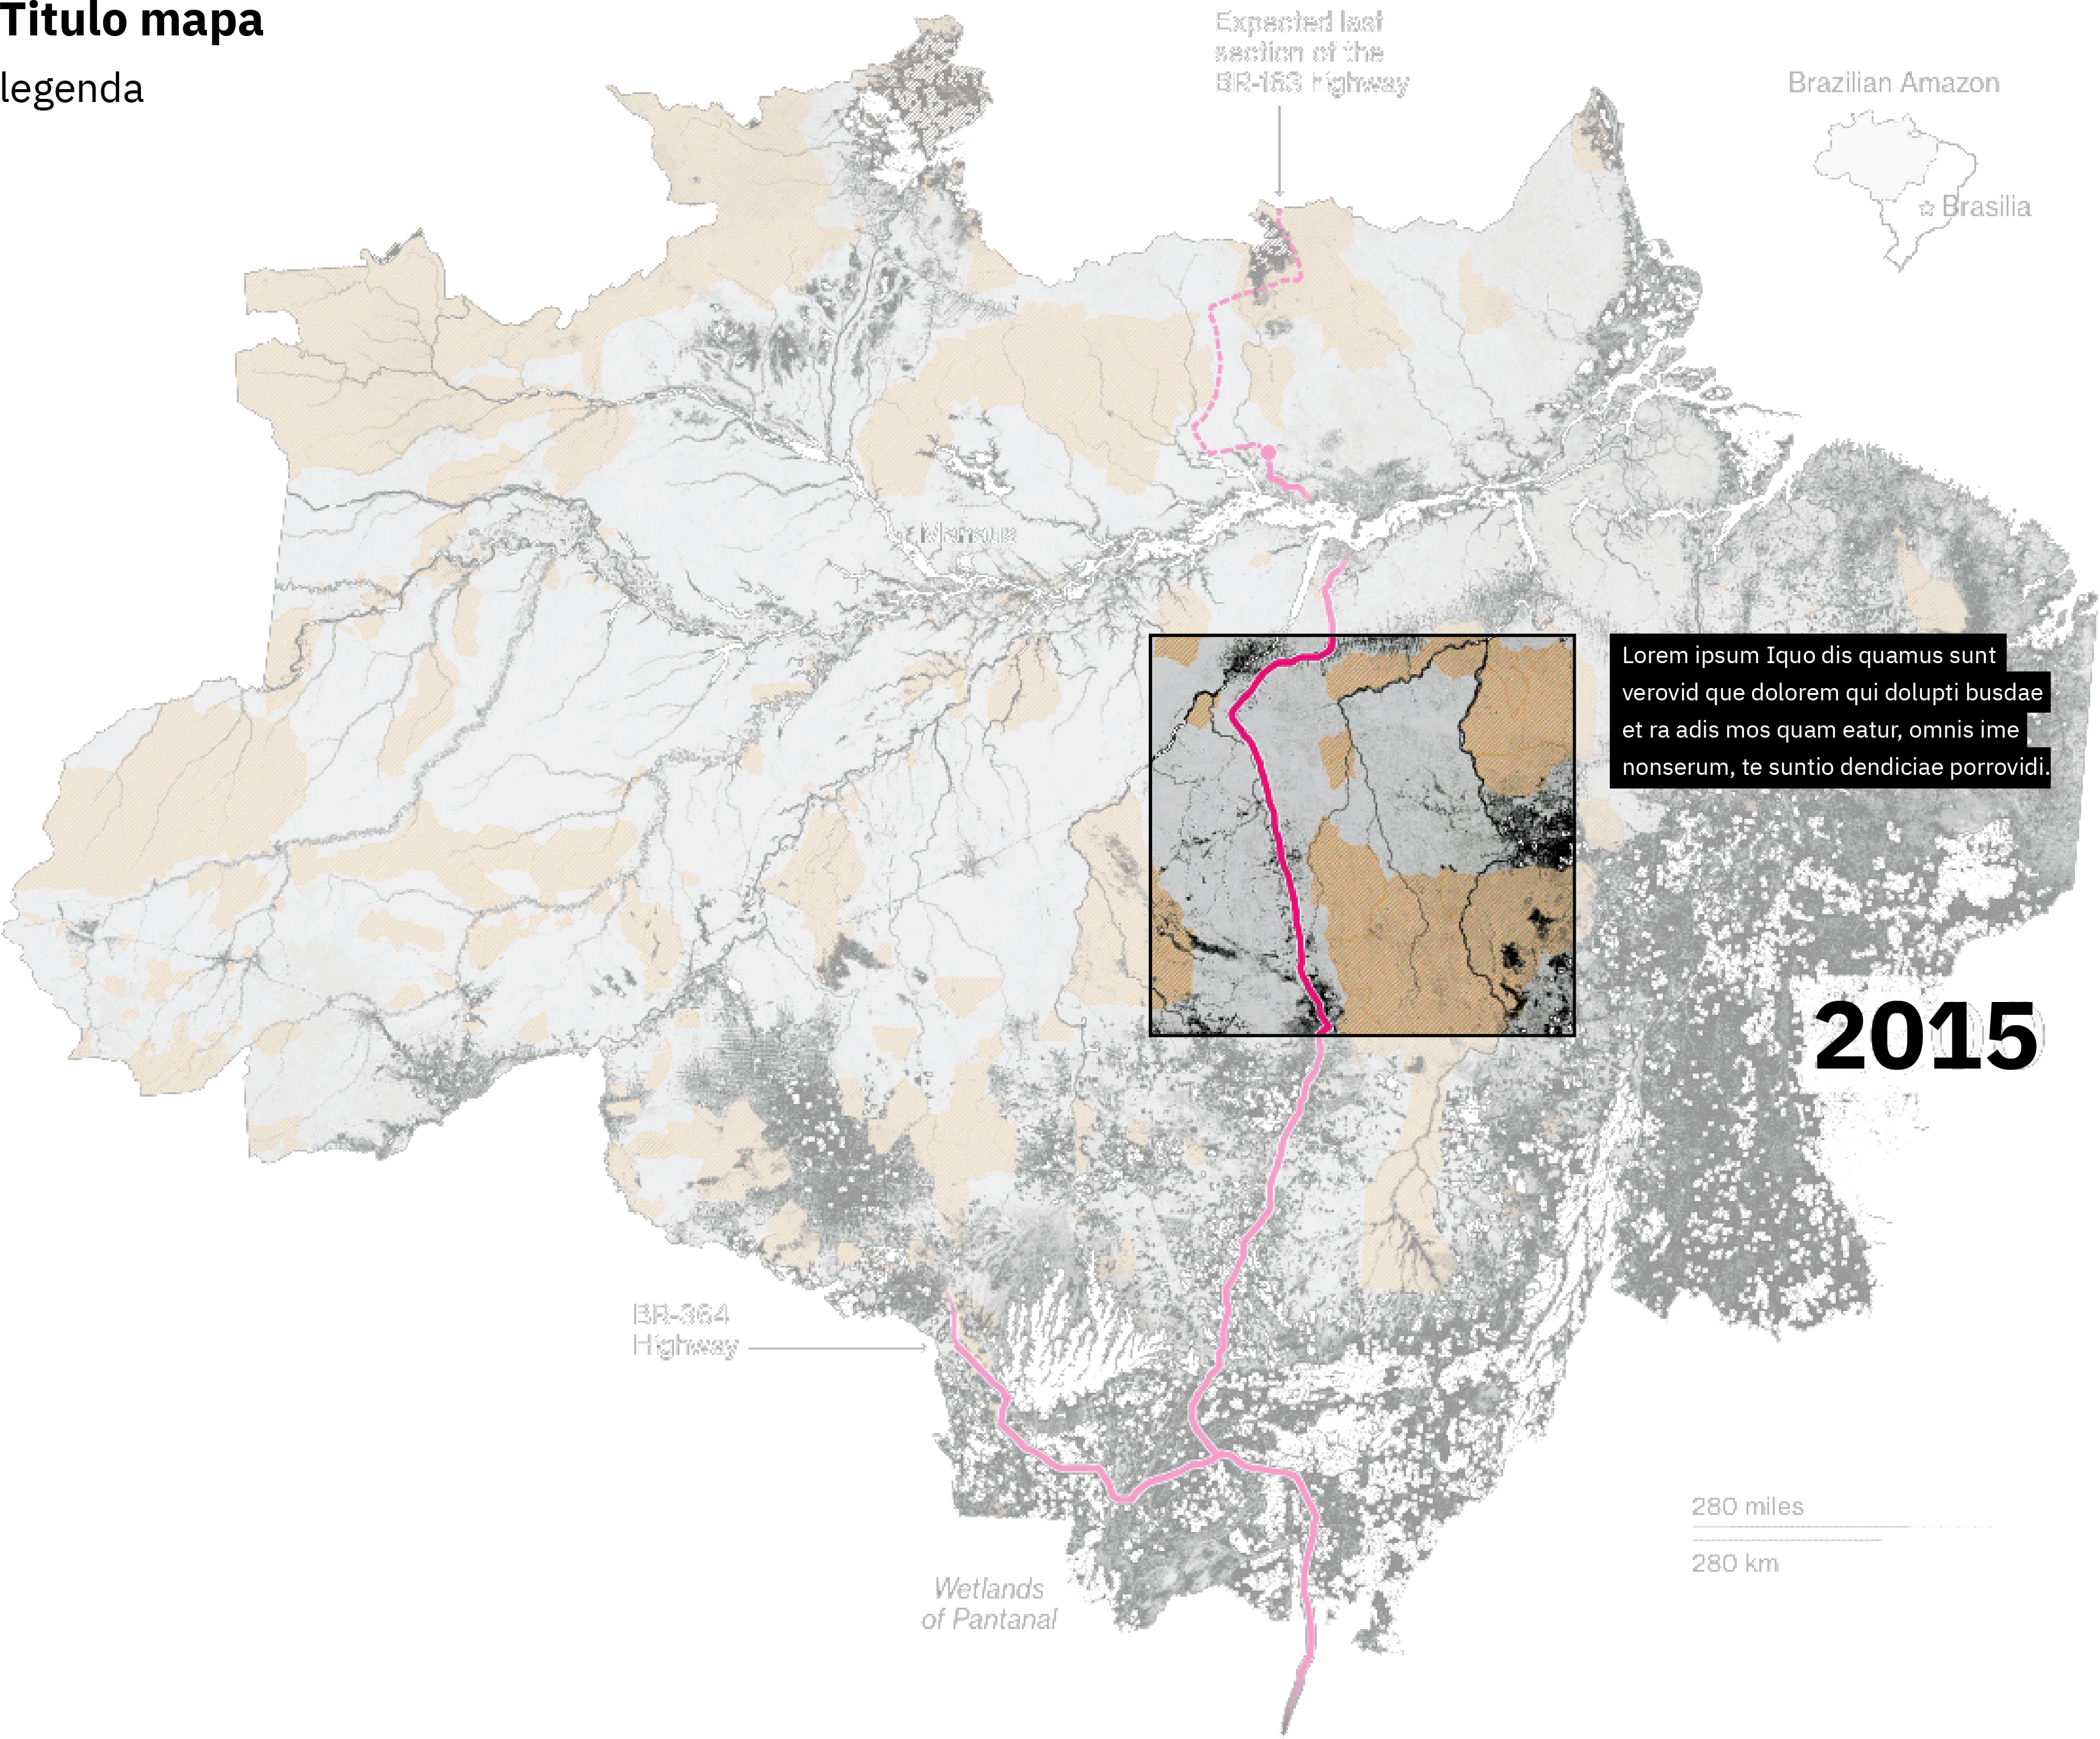 Titulo mapa
legenda
Expected last
section of the
BR-163 Highway
Brazilian Amazon
Brasilia
Manaus
Lorem ipsum Iquo dis quamus sunt
verovid que dolorem qui dolupti busdae
et ra adis mos quam eatur, omnis ime
nonserum, te suntio dendiciae porrovidi.
2015
BR-364
Highway
280 miles
280 km
Wetlands
of Pantanal